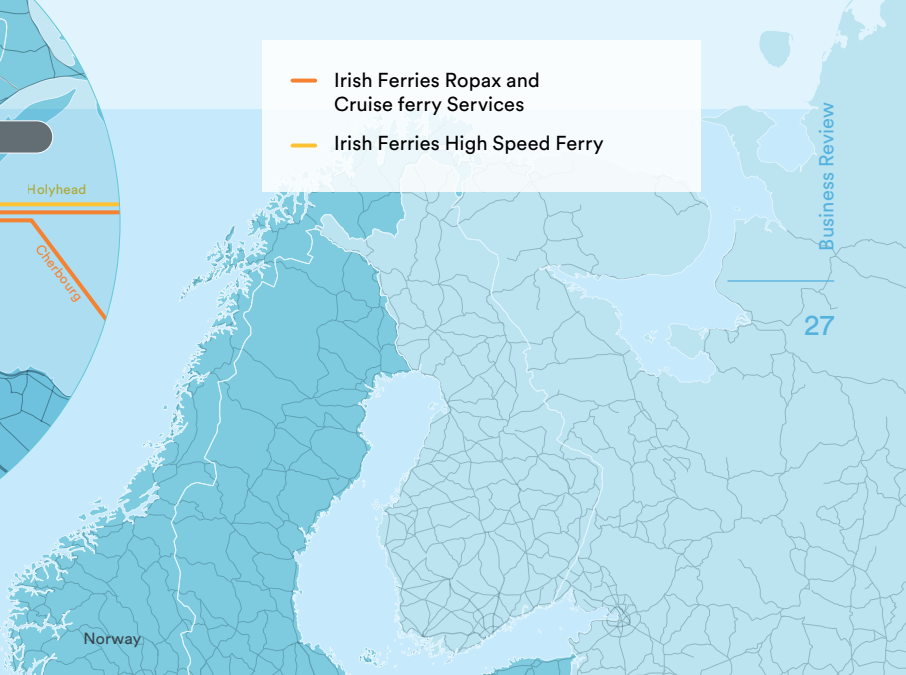 Irish Ferries Ropax and
Cruise ferry Services
Irish Ferries High Speed Ferry
Holyhead
Cherbourg
Business Review
27
Norway